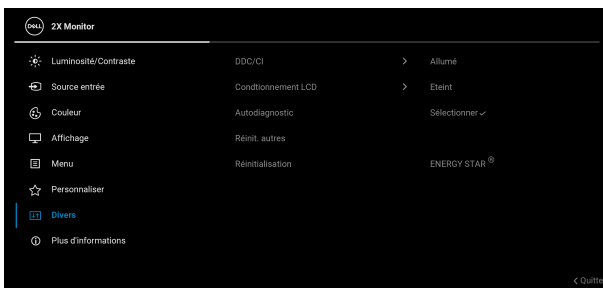 DELL 2X Monitor
Luminosité/Contraste DDC/CI > Allumé
Source entrée Condtionnement LCD > Eteint
Couleur Autodiagnostic Sélectionner ✓
Affichage Réinit. autres
Menu Réinitialisation ENERGY STAR ®
Personnaliser
Divers
Plus d'informations
< Quitte